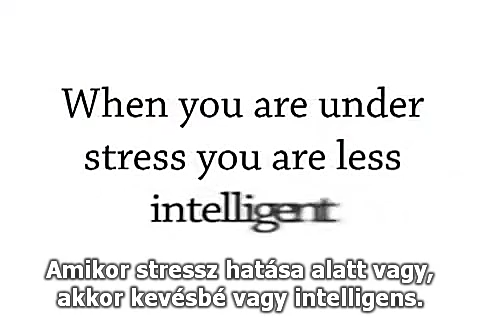 When you are under
stress you are less
intelligent
Amikor stressz hatása alatt vagy,
akkor kevésbé vagy intelligens.